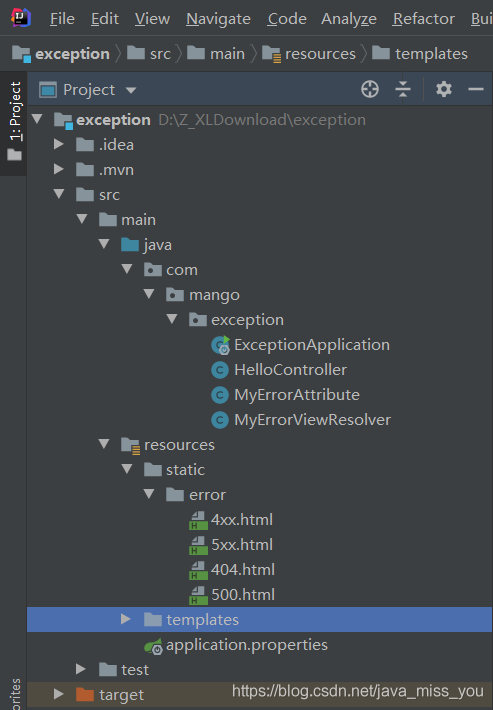 File Edit View Navigate Code Analyze Refactor Bui
exception src main resources templates
1: Project
Project
exception D:\Z_XLDownload\exception
.idea
.mvn
src
main
java
com
mango
exception
ExceptionApplication
HelloController
MyErrorAttribute
MyErrorViewResolver
resources
static
error
4xx.html
5xx.html
404.html
500.html
templates
application.properties
test
target
orites
https://blog.csdn.net/java_miss_you